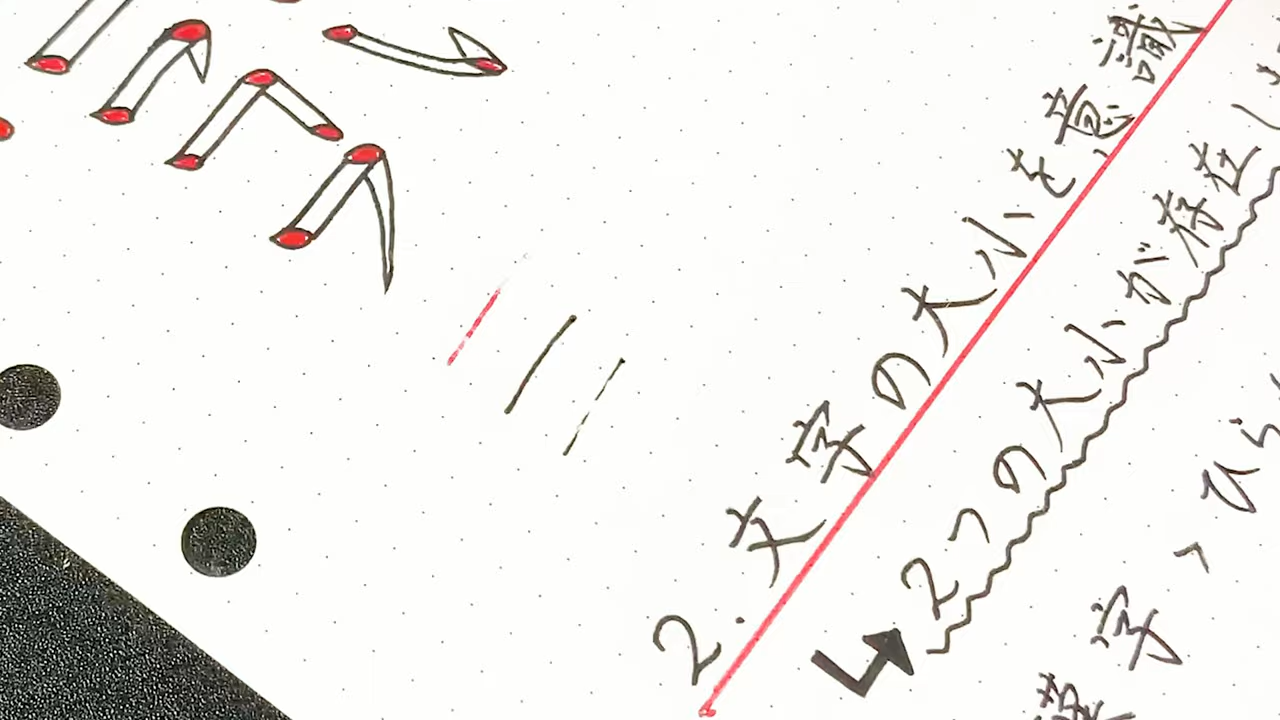 2. 文字の大小を意識
2つの大小が存在し
字 > ひら